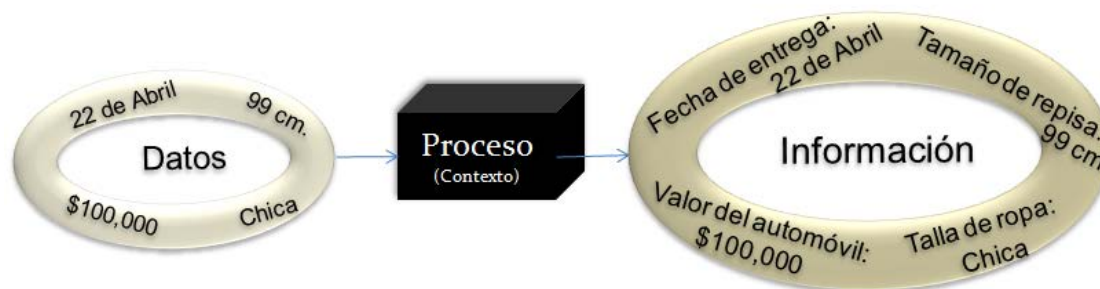 22 de Abril
99 cm.
Datos
$100,000
Chica
Proceso
(Contexto)
Fecha de entrega:
22 de Abril
Tamaño de repisa:
99 cm
Información
Valor del automóvil:
$100,000
Talla de ropa:
Chica